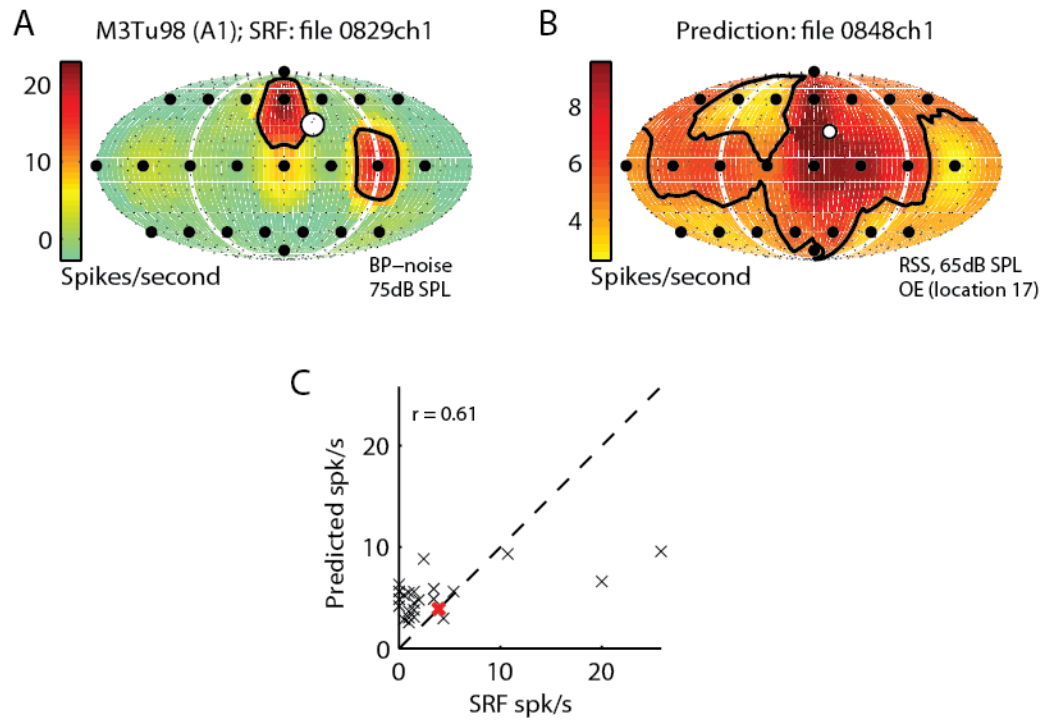 A
M3Tu98 (A1); SRF: file 0829ch1
20
10
0
Spikes/second
BP−noise
75dB SPL
B
Prediction: file 0848ch1
8
6
4
Spikes/second
RSS, 65dB SPL
OE (location 17)
C
r = 0.61
Predicted spk/s
20
10
0
0 10 20
SRF spk/s